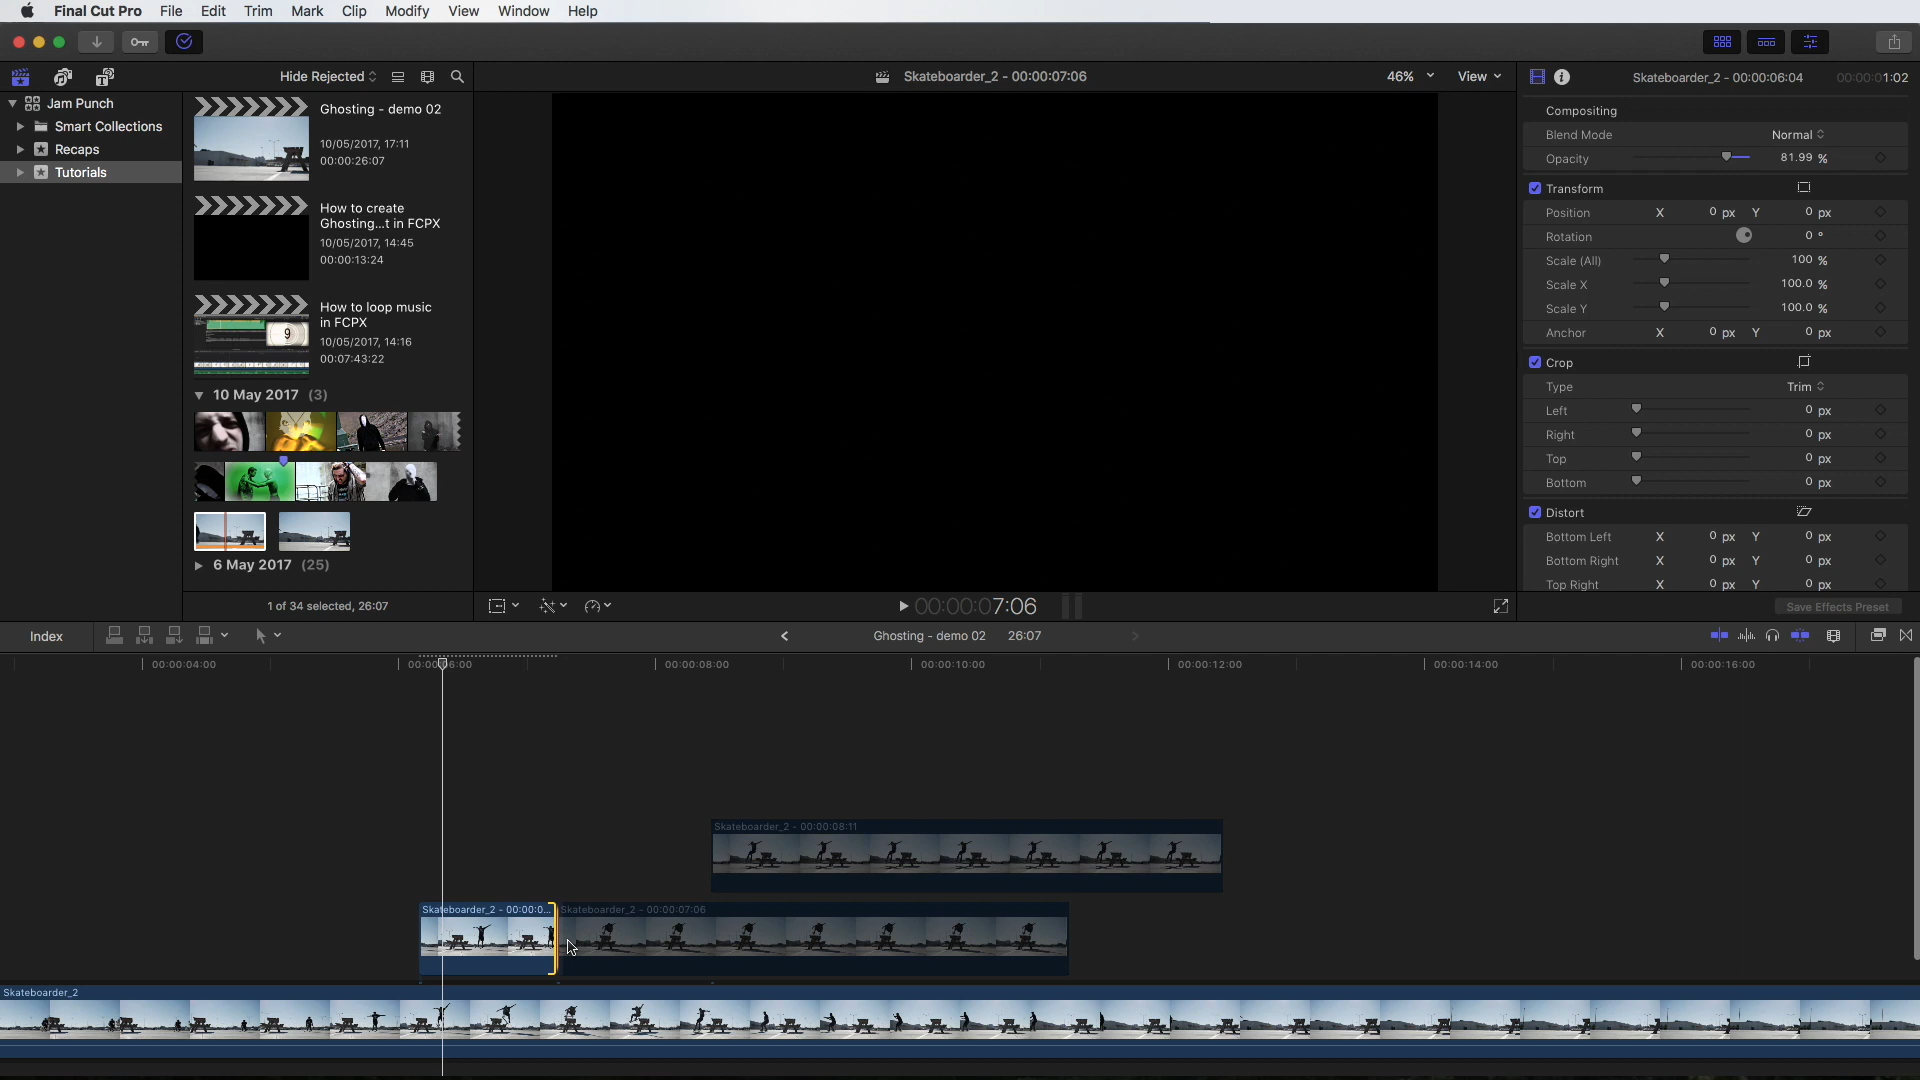 Final Cut Pro File Edit Trim Mark Clip Modify View Window Help
Hide Rejected
Skateboarder_2 - 00:00:07:06
46%
View
Skateboarder_2 - 00:00:06:04
00:00:01:02
Jam Punch
Smart Collections
Recaps
Tutorials
Ghosting - demo 02
10/05/2017, 17:11
00:00:26:07
How to create
Ghosting...t in FCPX
10/05/2017, 14:45
00:00:13:24
How to loop music
in FCPX
10/05/2017, 14:16
00:07:43:22
9
10 May 2017 (3)
6 May 2017 (25)
1 of 34 selected, 26:07
00:00:07:06
Compositing
Blend Mode Normal
Opacity 81.99 %
Transform
Position X 0 px Y 0 px
Rotation 0 °
Scale (All) 100 %
Scale X 100.0 %
Scale Y 100.0 %
Anchor X 0 px Y 0 px
Crop
Type Trim
Left 0 px
Right 0 px
Top 0 px
Bottom 0 px
Distort
Bottom Left X 0 px Y 0 px
Bottom Right X 0 px Y 0 px
Top Right X 0 px Y 0 px
Save Effects Preset
Index
Ghosting - demo 02 26:07
00:00:04:00 00:00:06:00 00:00:08:00 00:00:10:00 00:00:12:00 00:00:14:00 00:00:16:00
Skateboarder_2 - 00:00:08:11
Skateboarder_2 - 00:00:0...
Skateboarder_2 - 00:00:07:06
Skateboarder_2